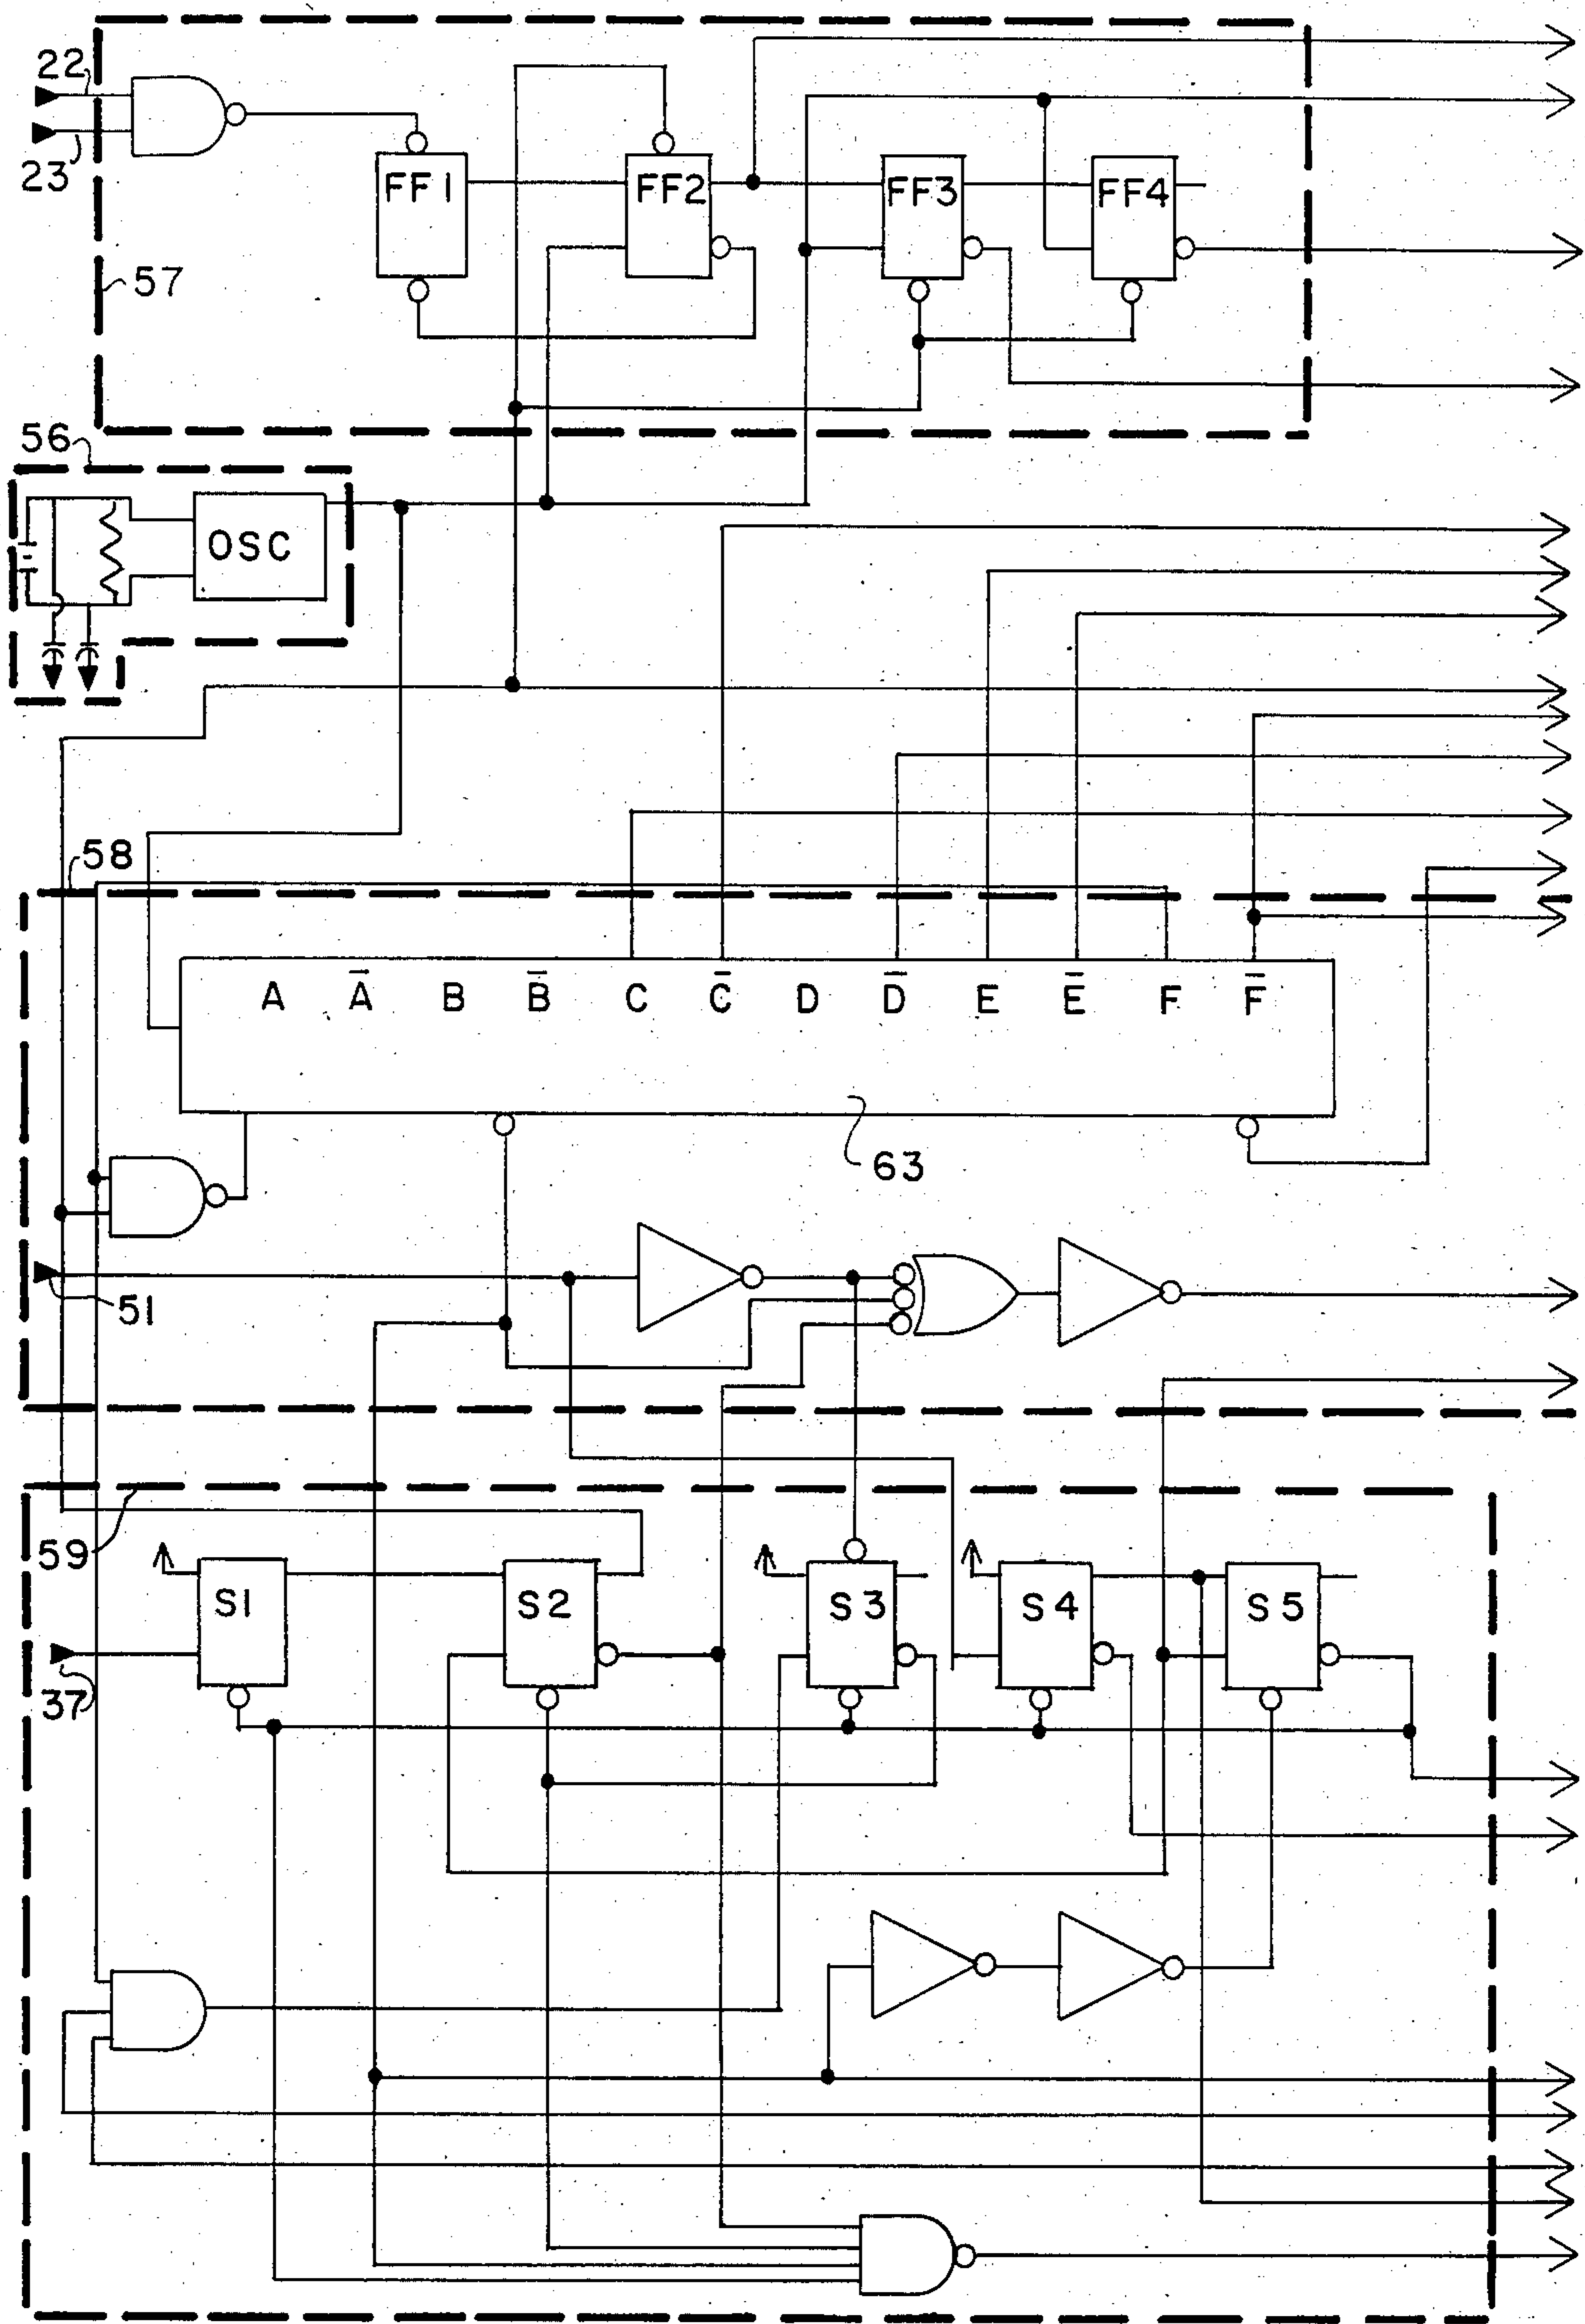 22
23
FF1
FF2
FF3
FF4
57
56
OSC
58
A A̅ B B̅ C C̅ D D̅ E E̅ F F̅
63
51
59
S1
S2
S3
S4
S5
37